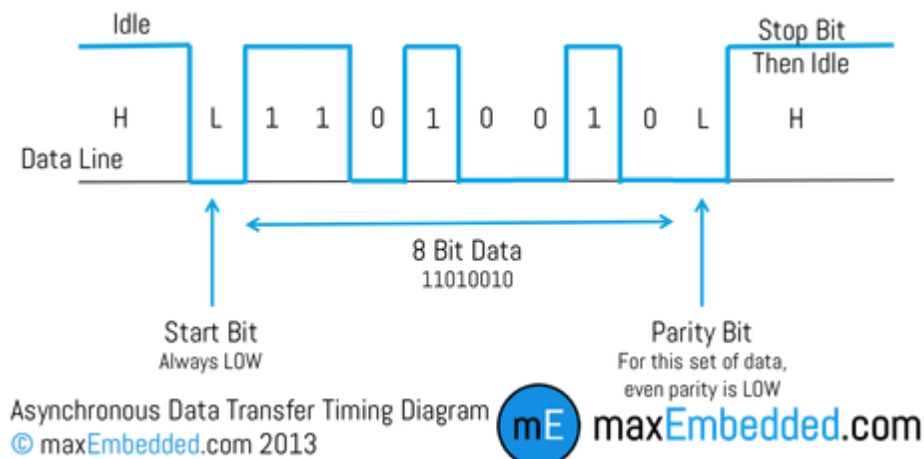 Idle
Stop Bit
Then Idle
H L 1 1 0 1 0 0 1 0 L H
Data Line
8 Bit Data
11010010
Start Bit
Always LOW
Parity Bit
For this set of data,
even parity is LOW
Asynchronous Data Transfer Timing Diagram
© maxEmbedded.com 2013
mE maxEmbedded.com